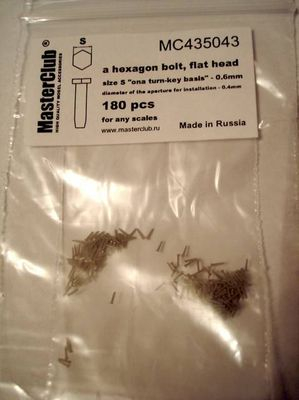 MasterClub®
HIGH QUALITY MODEL ACCESSORIES
S
MC435043
a hexagon bolt, flat head
size S "ona turn-key basis" - 0.6mm
diameter of the aperture for installation - 0.4mm
180 pcs
for any scales
www.masterclub.ru
Made in Russia